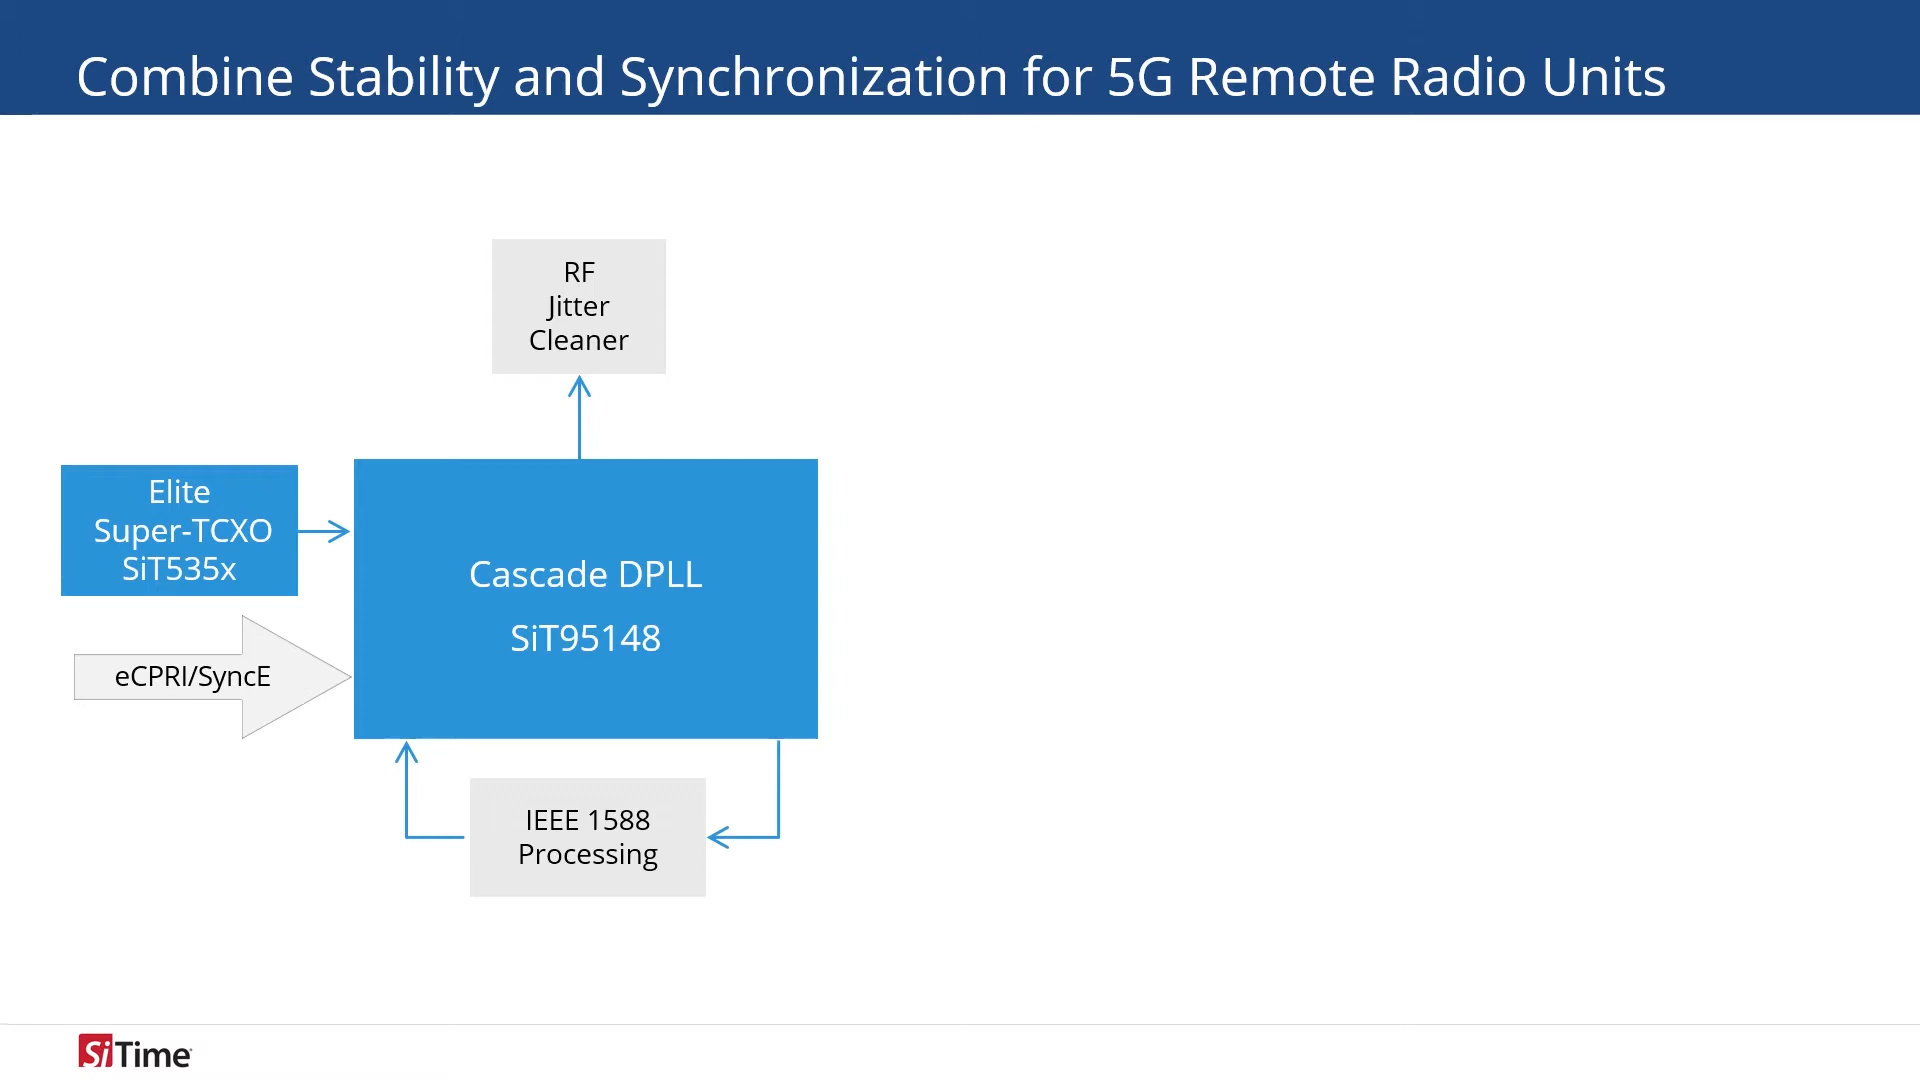 Combine Stability and Synchronization for 5G Remote Radio Units
RF
Jitter
Cleaner
Elite
Super-TCXO
SiT535x
Cascade DPLL
SiT95148
eCPRI/SyncE
IEEE 1588
Processing
SiTime